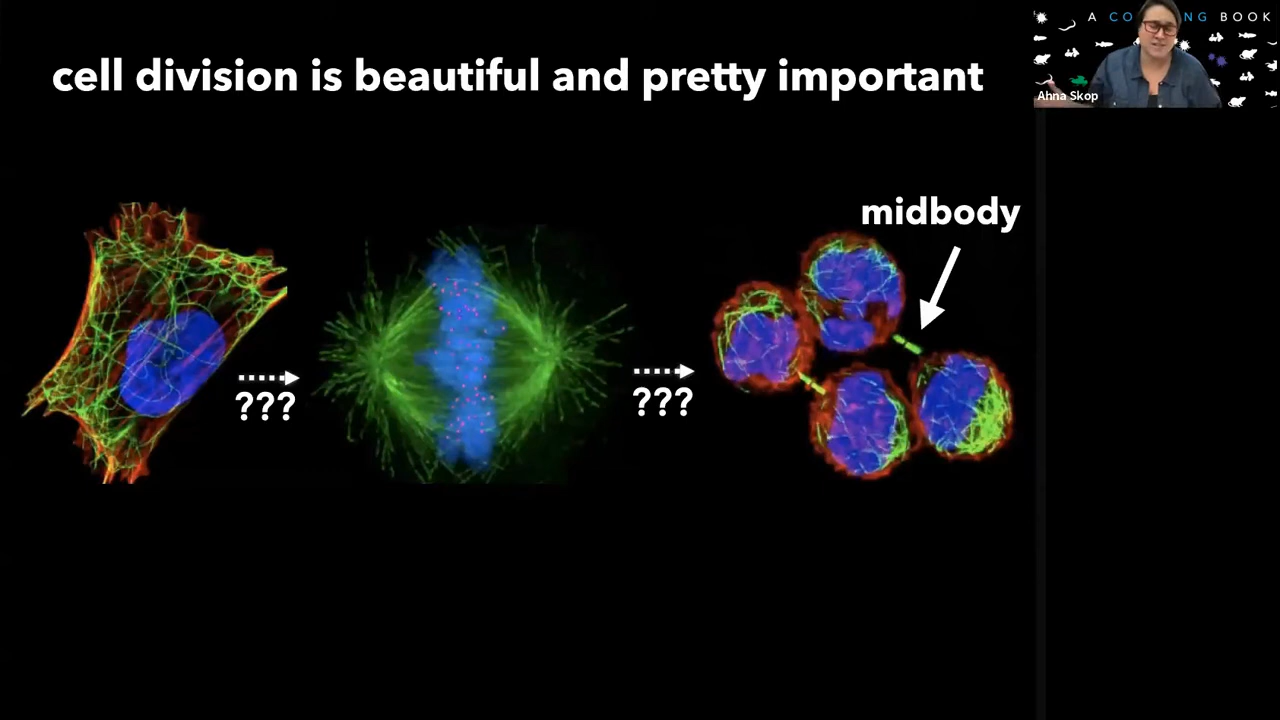 A CO NG BOOK
cell division is beautiful and pretty important
Ahna Skop
midbody
???
???